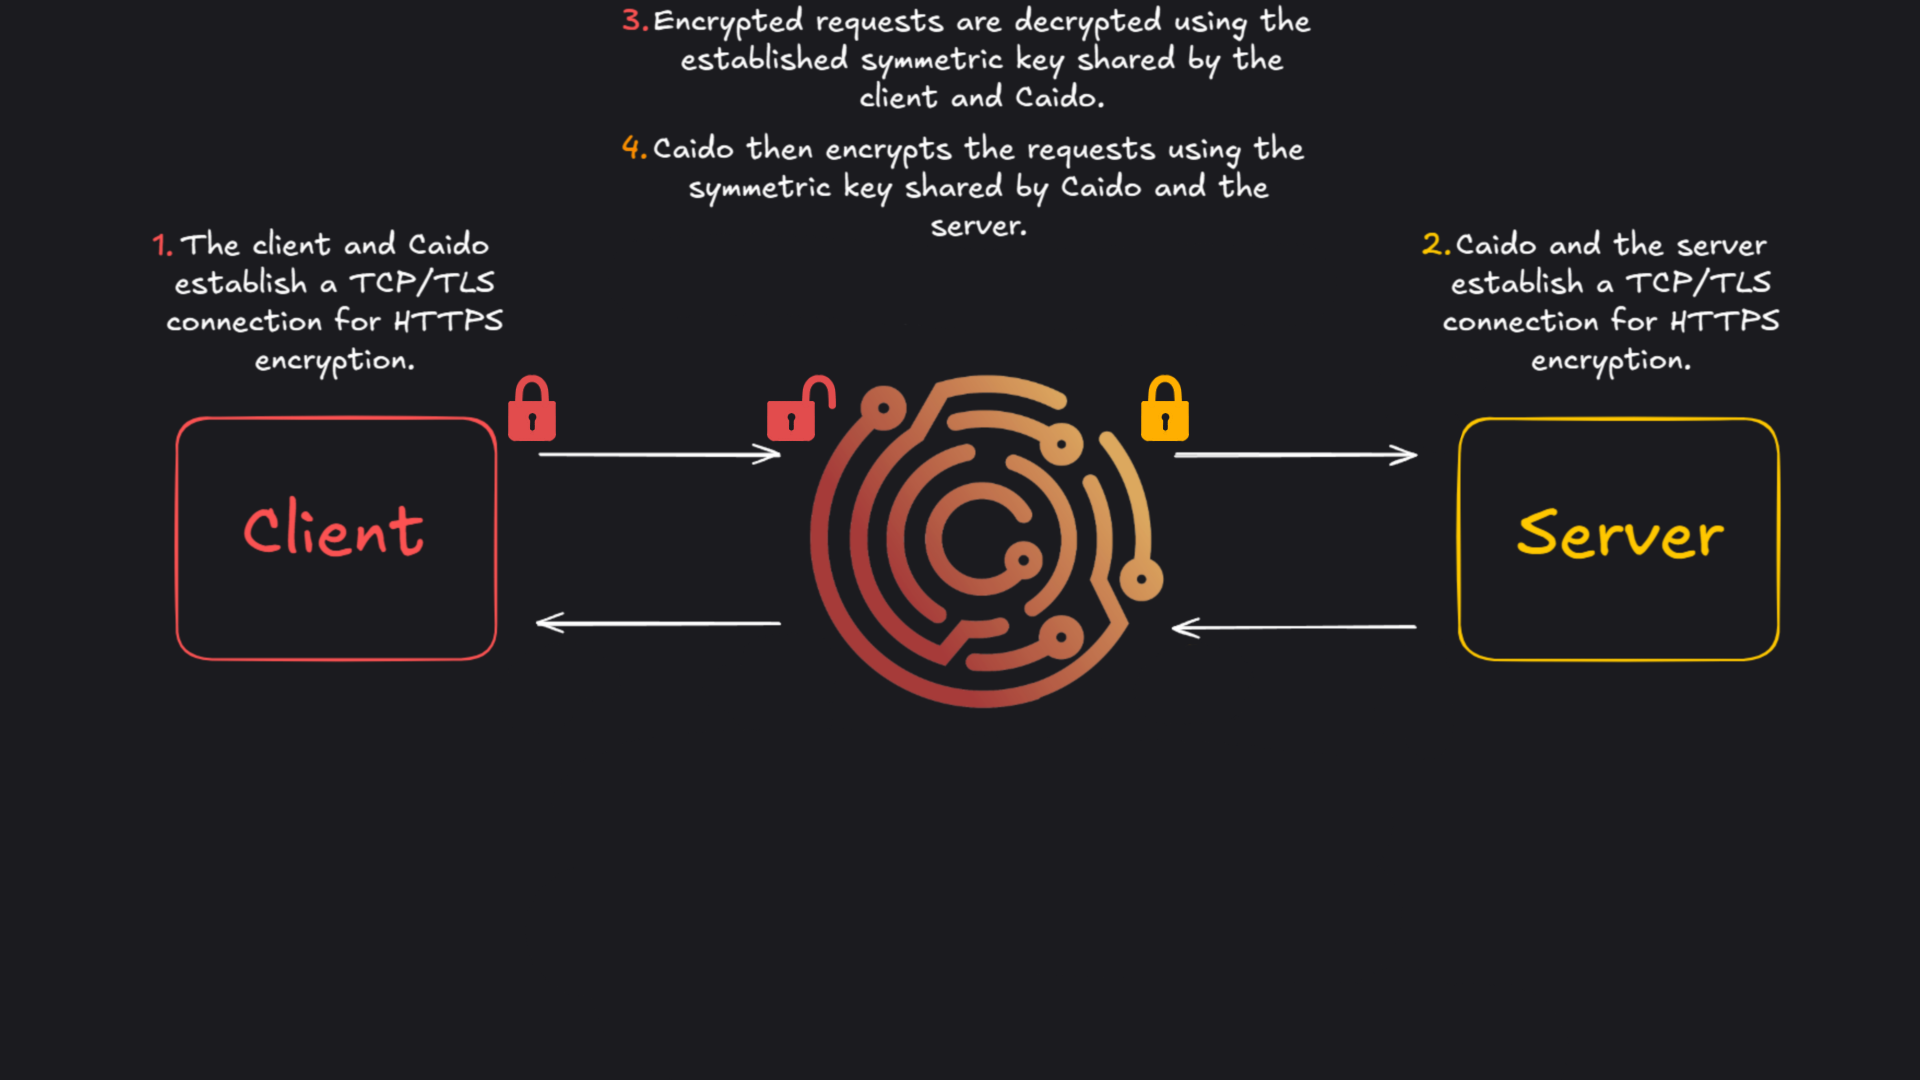 3. Encrypted requests are decrypted using the
established symmetric key shared by the
client and Caido.
4. Caido then encrypts the requests using the
symmetric key shared by Caido and the
server.
1. The client and Caido
establish a TCP/TLS
connection for HTTPS
encryption.
2. Caido and the server
establish a TCP/TLS
connection for HTTPS
encryption.
Client
Server